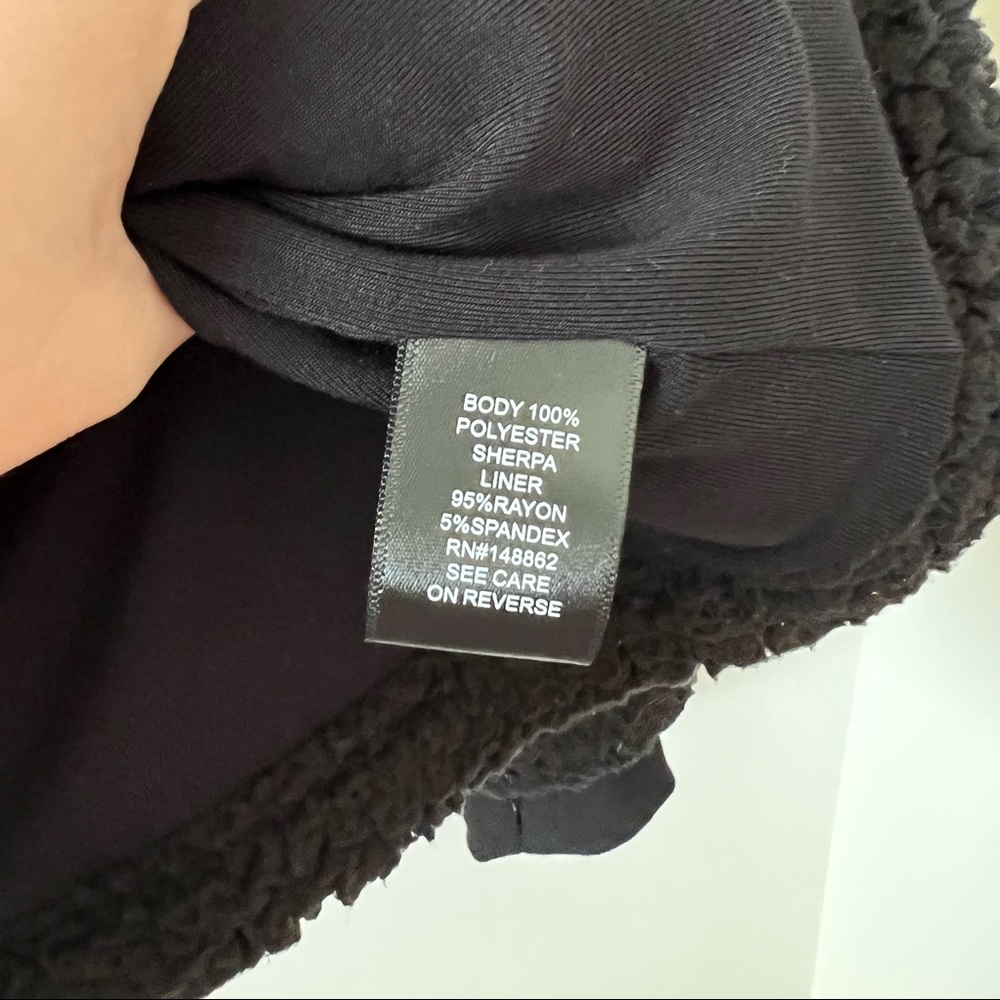 BODY 100%
POLYESTER
SHERPA
LINER
95%RAYON
5%SPANDEX
RN#148862
SEE CARE
ON REVERSE